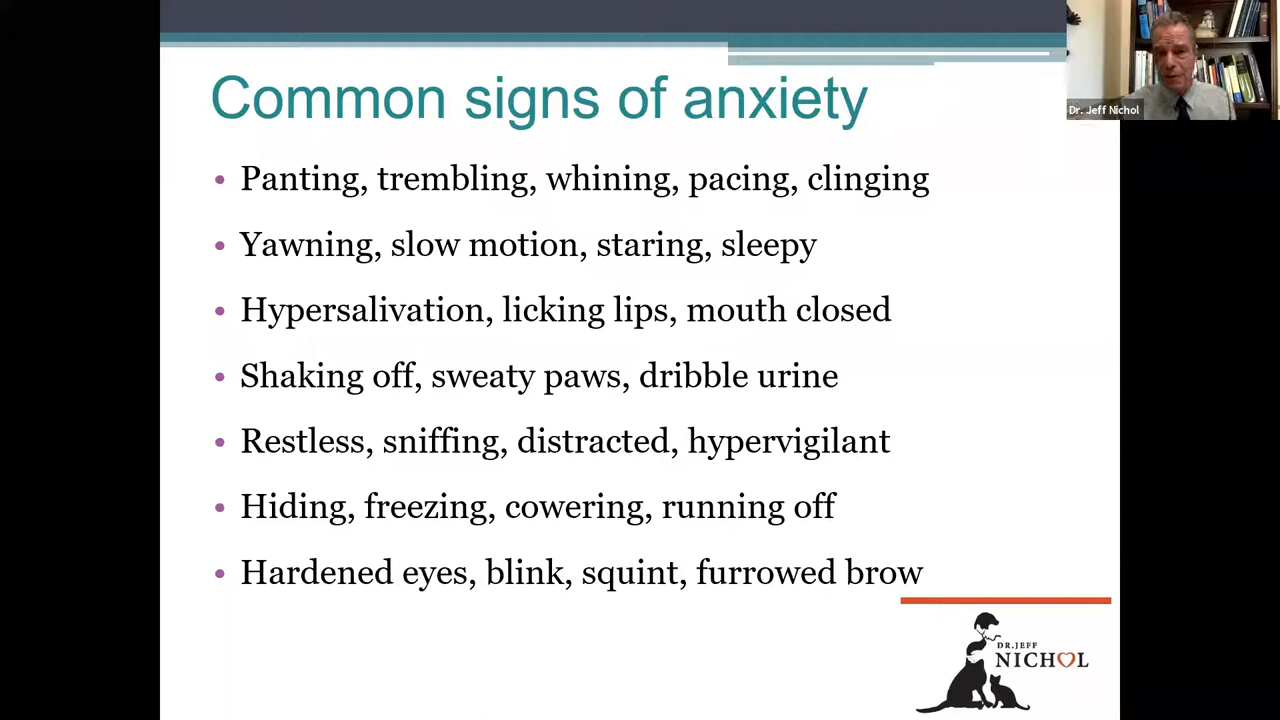 Common signs of anxiety
Dr. Jeff Nichol
• Panting, trembling, whining, pacing, clinging
• Yawning, slow motion, staring, sleepy
• Hypersalivation, licking lips, mouth closed
• Shaking off, sweaty paws, dribble urine
• Restless, sniffing, distracted, hypervigilant
• Hiding, freezing, cowering, running off
• Hardened eyes, blink, squint, furrowed brow
DR. JEFF
NICHOL